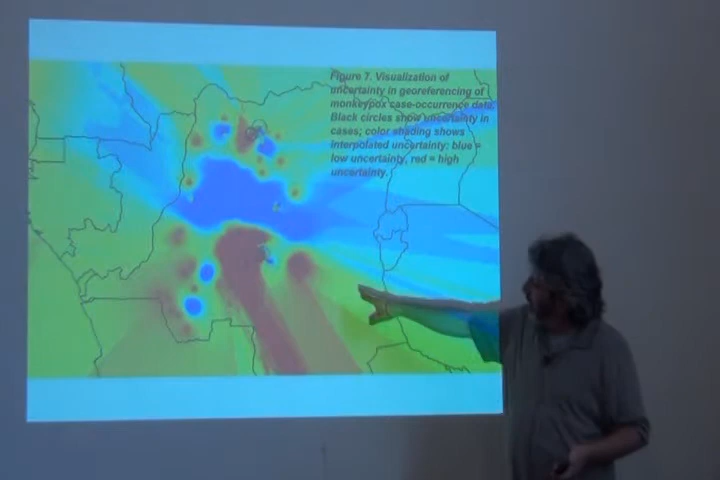 Figure 7. Visualization of
uncertainty in georeferencing of
monkeypox case-occurrence data.
Black circles show uncertainty in
cases; color shading shows
interpolated uncertainty: blue =
low uncertainty, red = high
uncertainty.